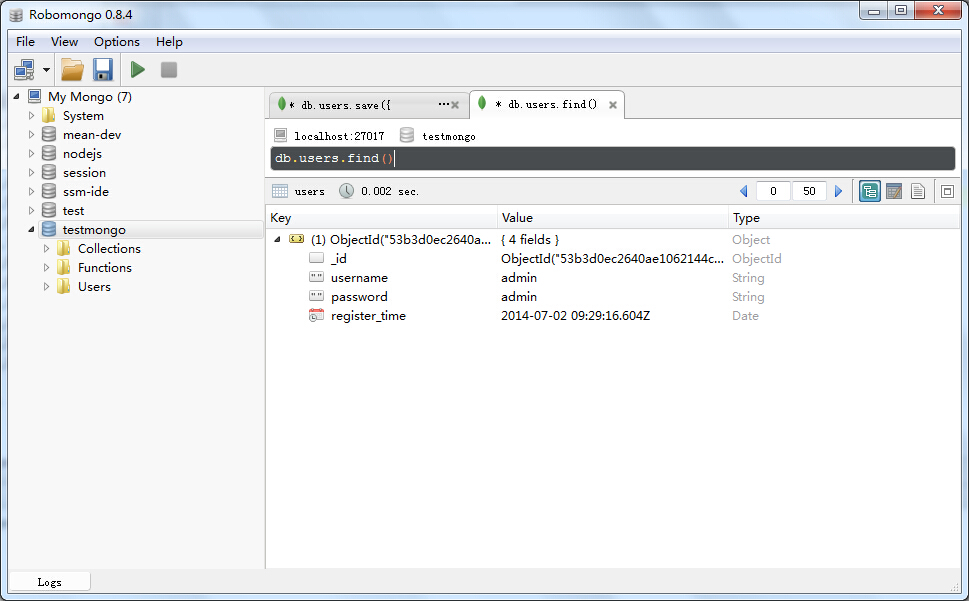 Robomongo 0.8.4
File View Options Help
My Mongo (7)
System
mean-dev
nodejs
session
ssm-ide
test
testmongo
Collections
Functions
Users
* db.users.save({ ...
* db.users.find()
localhost:27017 testmongo
db.users.find()
users 0.002 sec. 0 50
Key Value Type
(1) ObjectId("53b3d0ec2640a... { 4 fields } Object
_id ObjectId("53b3d0ec2640ae1062144c... ObjectId
username admin String
password admin String
register_time 2014-07-02 09:29:16.604Z Date
Logs